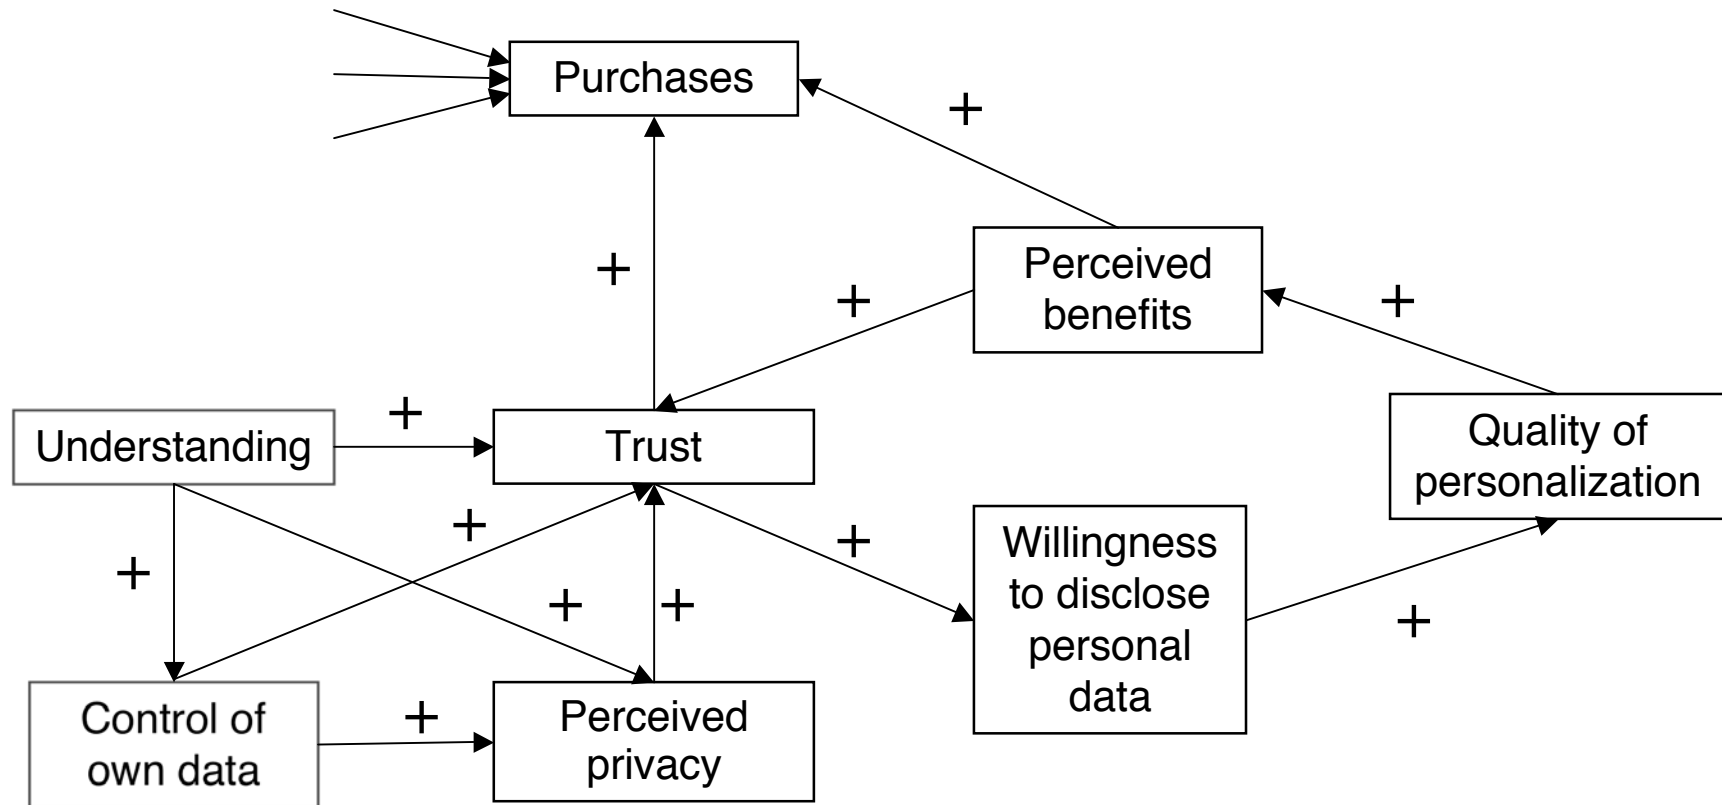 Purchases
+
Perceived
benefits
+
+
+
Understanding
+
Trust
Quality of
personalization
+
+
+
+
+
Willingness
to disclose
personal
data
+
Control of
own data
+
Perceived
privacy